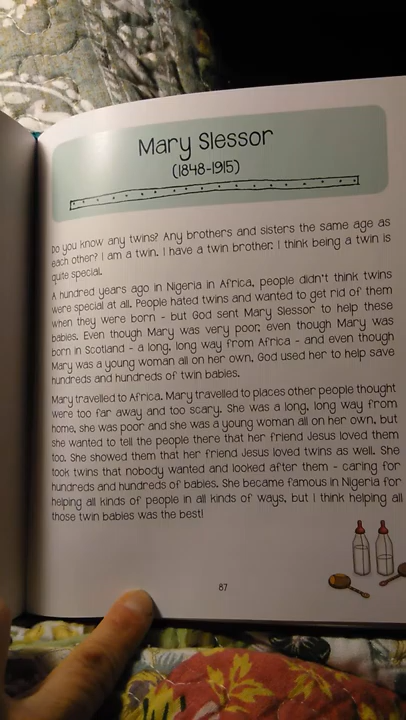 Mary Slessor
(1848-1915)
Do you know any twins? Any brothers and sisters the same age as
each other? I am a twin. I have a twin brother. I think being a twin is
quite special.
A hundred years ago in Nigeria in Africa, people didn't think twins
were special at all. People hated twins and wanted to get rid of them
when they were born - but God sent Mary Slessor to help these
babies. Even though Mary was very poor, even though Mary was
born in Scotland - a long, long way from Africa - and even though
Mary was a young woman all on her own, God used her to help save
hundreds and hundreds of twin babies.
Mary travelled to Africa. Mary travelled to places other people thought
were too far away and too scary. She was a long, long way from
home, she was poor and she was a young woman all on her own, but
she wanted to tell the people there that her friend Jesus loved them
too. She showed them that her friend Jesus loved twins as well. She
took twins that nobody wanted and looked after them - caring for
hundreds and hundreds of babies. She became famous in Nigeria for
helping all kinds of people in all kinds of ways, but I think helping all
those twin babies was the best!
87